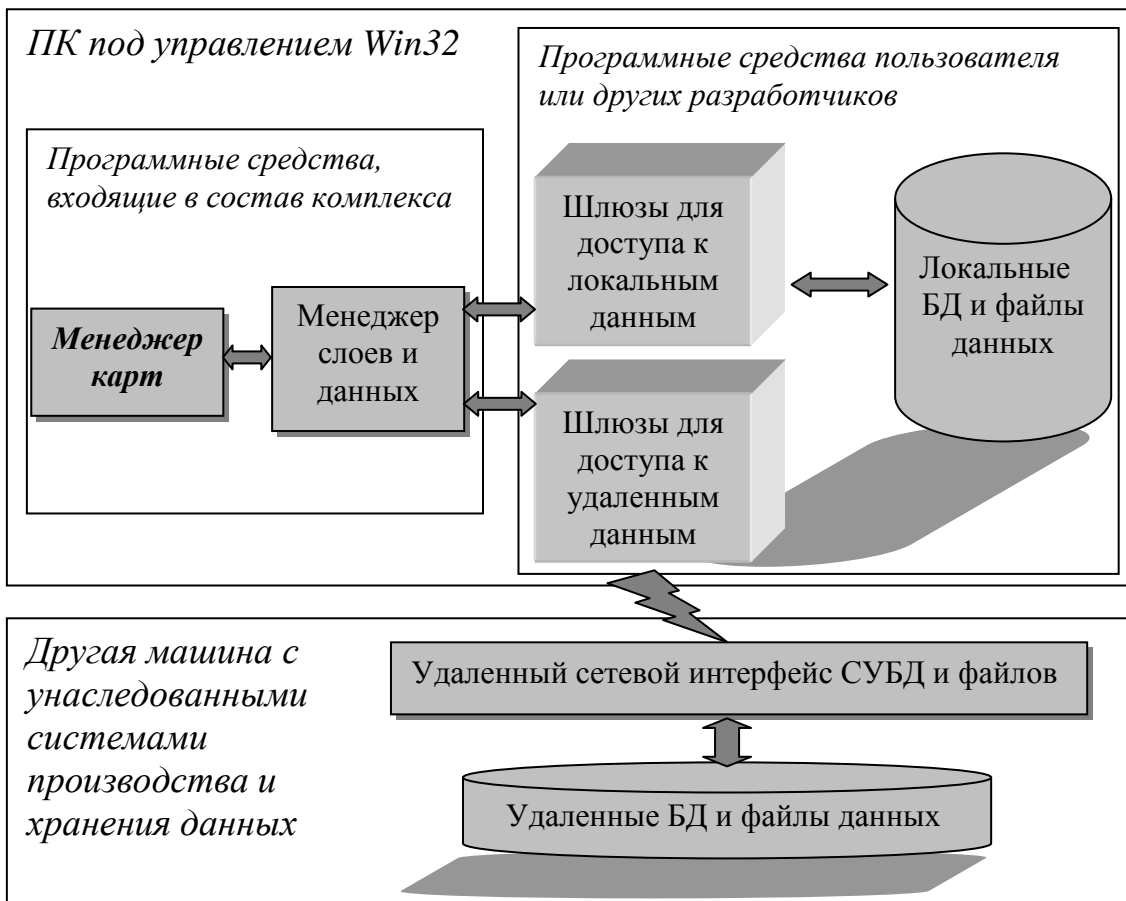 ПК под управлением Win32
Программные средства пользователя
или других разработчиков
Программные средства,
входящие в состав комплекса
Менеджер
карт
Менеджер
слоев и
данных
Шлюзы для
доступа к
локальным
данным
Локальные
БД и файлы
данных
Шлюзы для
доступа к
удаленным
данным
Другая машина с
унаследованными
системами
производства и
хранения данных
Удаленный сетевой интерфейс СУБД и файлов
Удаленные БД и файлы данных